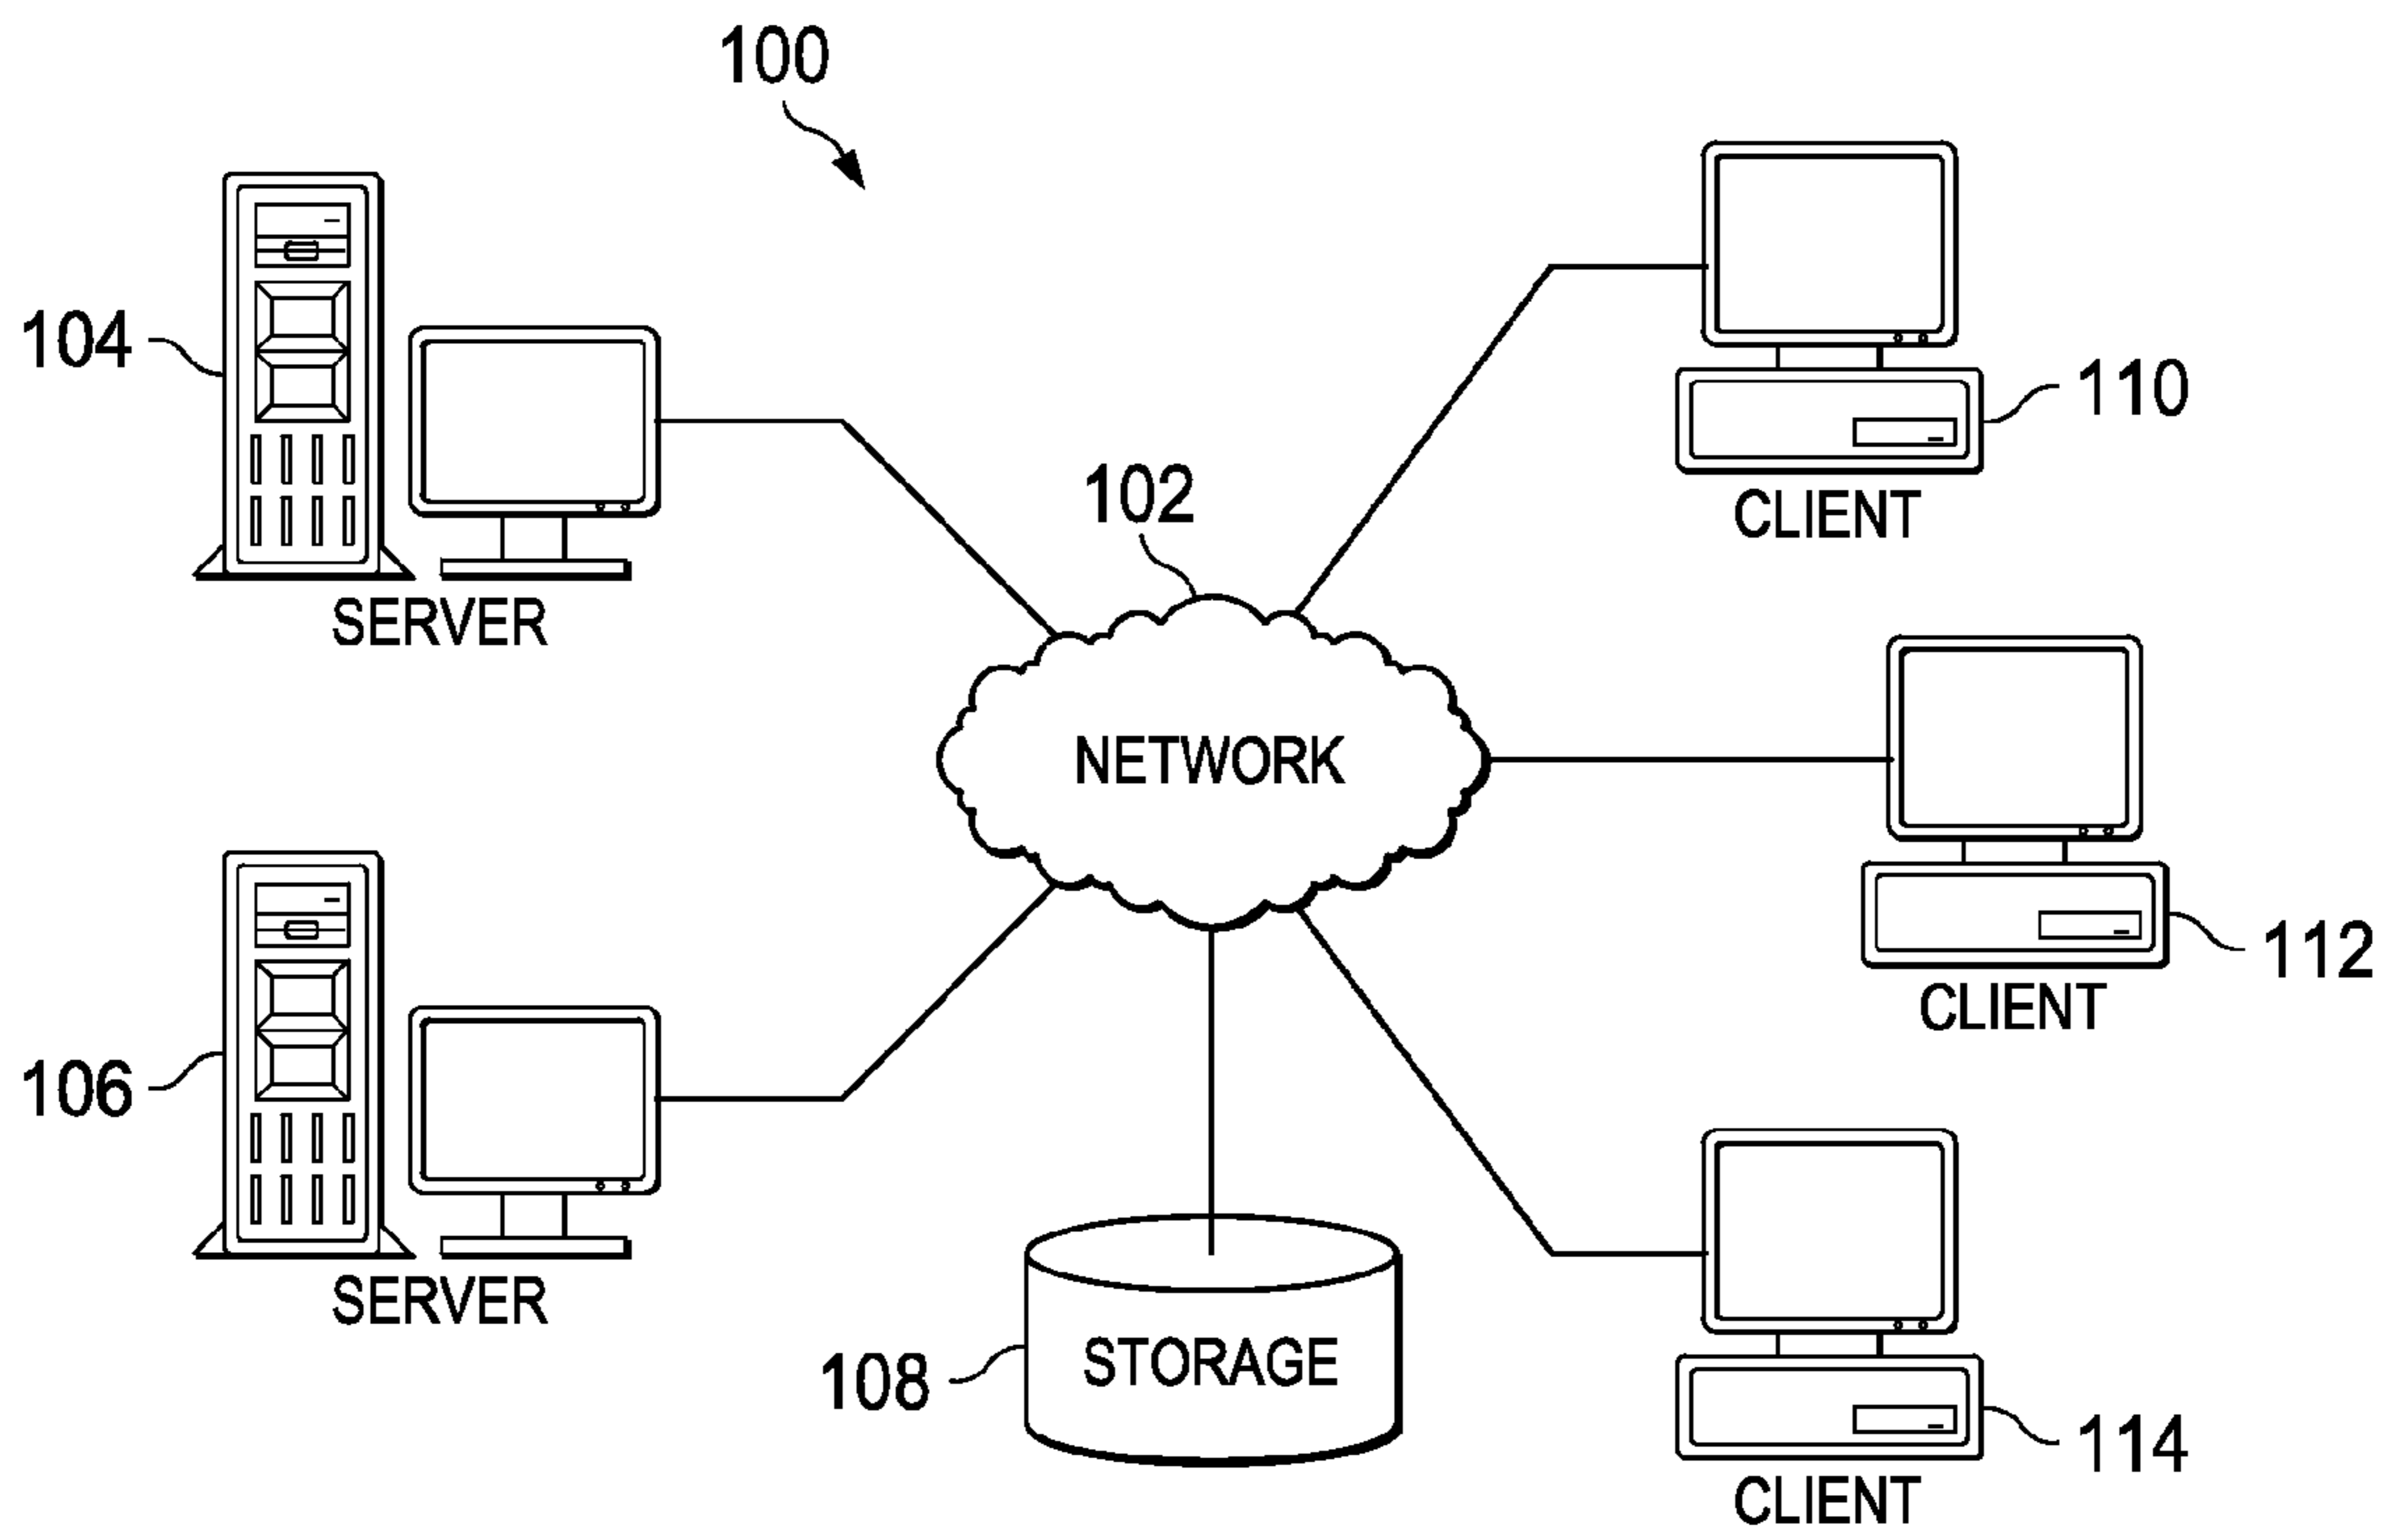 100
104
SERVER
110
CLIENT
102
NETWORK
112
CLIENT
106
SERVER
108
STORAGE
114
CLIENT